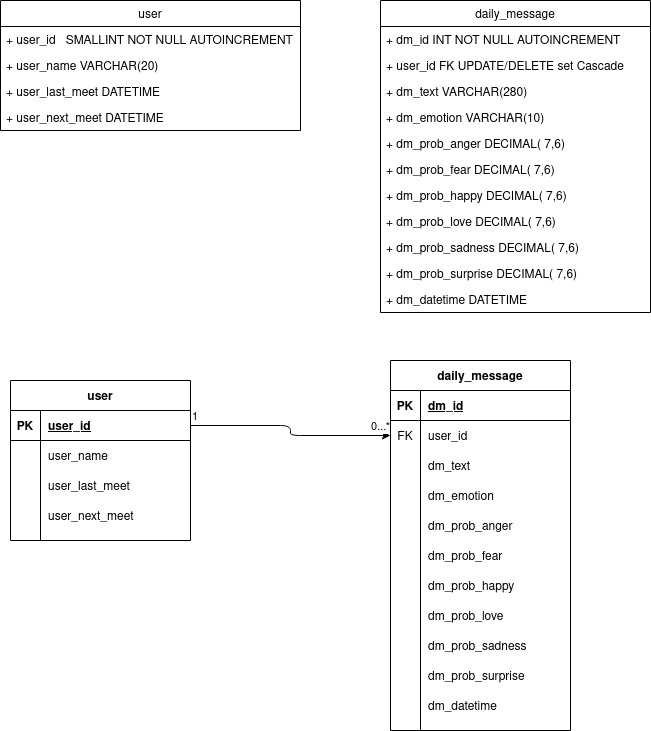 user
+ user_id   SMALLINT NOT NULL AUTOINCREMENT
+ user_name VARCHAR(20)
+ user_last_meet DATETIME
+ user_next_meet DATETIME
daily_message
+ dm_id INT NOT NULL AUTOINCREMENT
+ user_id FK UPDATE/DELETE set Cascade
+ dm_text VARCHAR(280)
+ dm_emotion VARCHAR(10)
+ dm_prob_anger DECIMAL( 7,6)
+ dm_prob_fear DECIMAL( 7,6)
+ dm_prob_happy DECIMAL( 7,6)
+ dm_prob_love DECIMAL( 7,6)
+ dm_prob_sadness DECIMAL( 7,6)
+ dm_prob_surprise DECIMAL( 7,6)
+ dm_datetime DATETIME
user
PK user_id
user_name
user_last_meet
user_next_meet
1
0...*
daily_message
PK dm_id
FK user_id
dm_text
dm_emotion
dm_prob_anger
dm_prob_fear
dm_prob_happy
dm_prob_love
dm_prob_sadness
dm_prob_surprise
dm_datetime